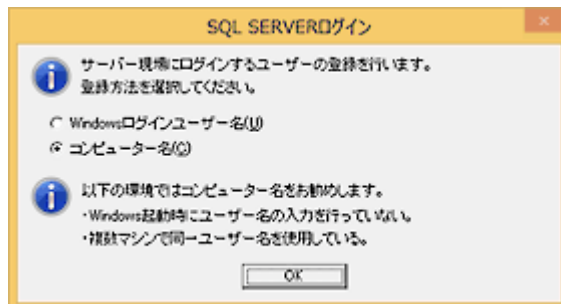 SQL SERVERログイン
サーバー現場にログインするユーザーの登録を行います。
登録方法を選択してください。
Windowsログインユーザー名(U)
コンピューター名(C)
以下の環境ではコンピューター名をお勧めします。
・Windows起動時にユーザー名の入力を行っていない。
・複数マシンで同一ユーザー名を使用している。
OK